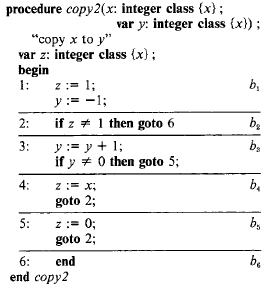 procedure copy2(x: integer class {x};
var y: integer class {x});
“copy x to y”
var z: integer class {x};
begin
1: z := 1; b₁
y := −1;
2: if z ≠ 1 then goto 6 b₂
3: y := y + 1; b₃
if y ≠ 0 then goto 5;
4: z := x; b₄
goto 2;
5: z := 0; b₅
goto 2;
6: end b₆
end copy2